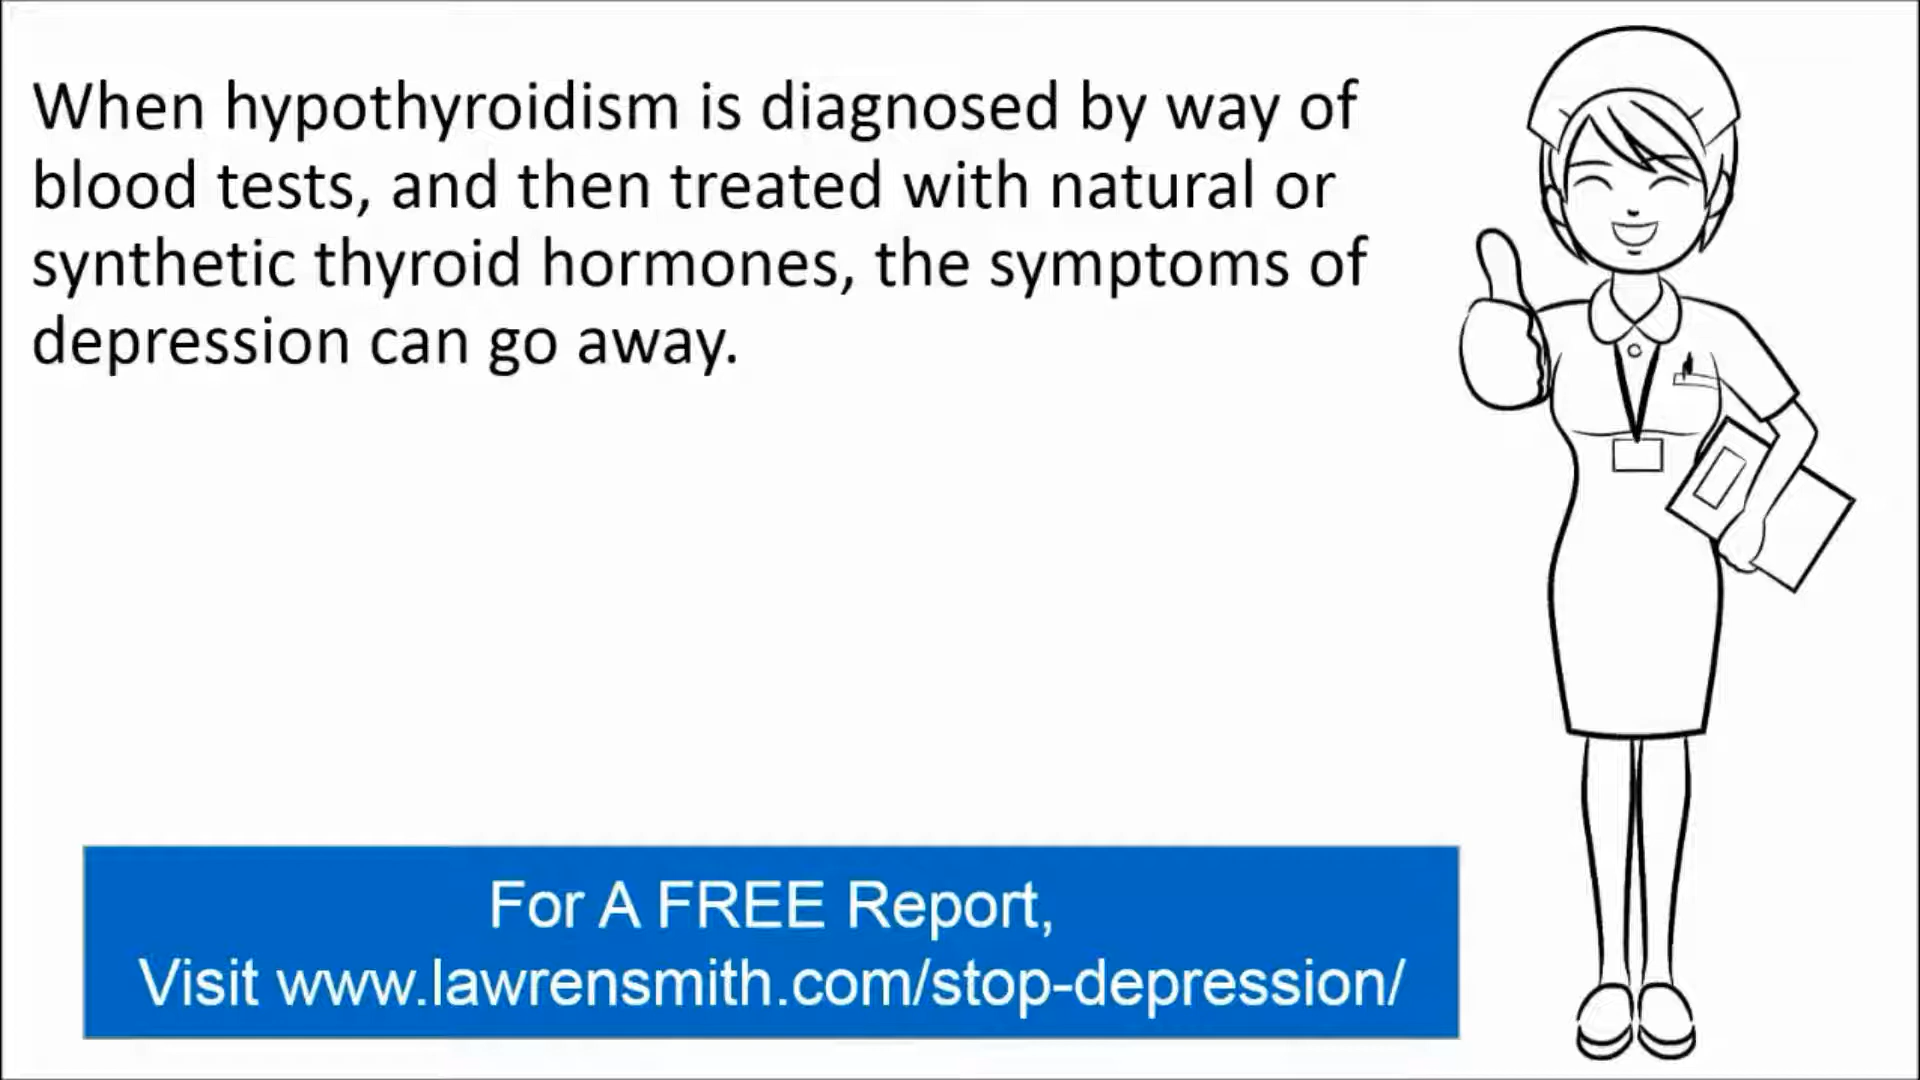 When hypothyroidism is diagnosed by way of
blood tests, and then treated with natural or
synthetic thyroid hormones, the symptoms of
depression can go away.
For A FREE Report,
Visit www.lawrensmith.com/stop-depression/